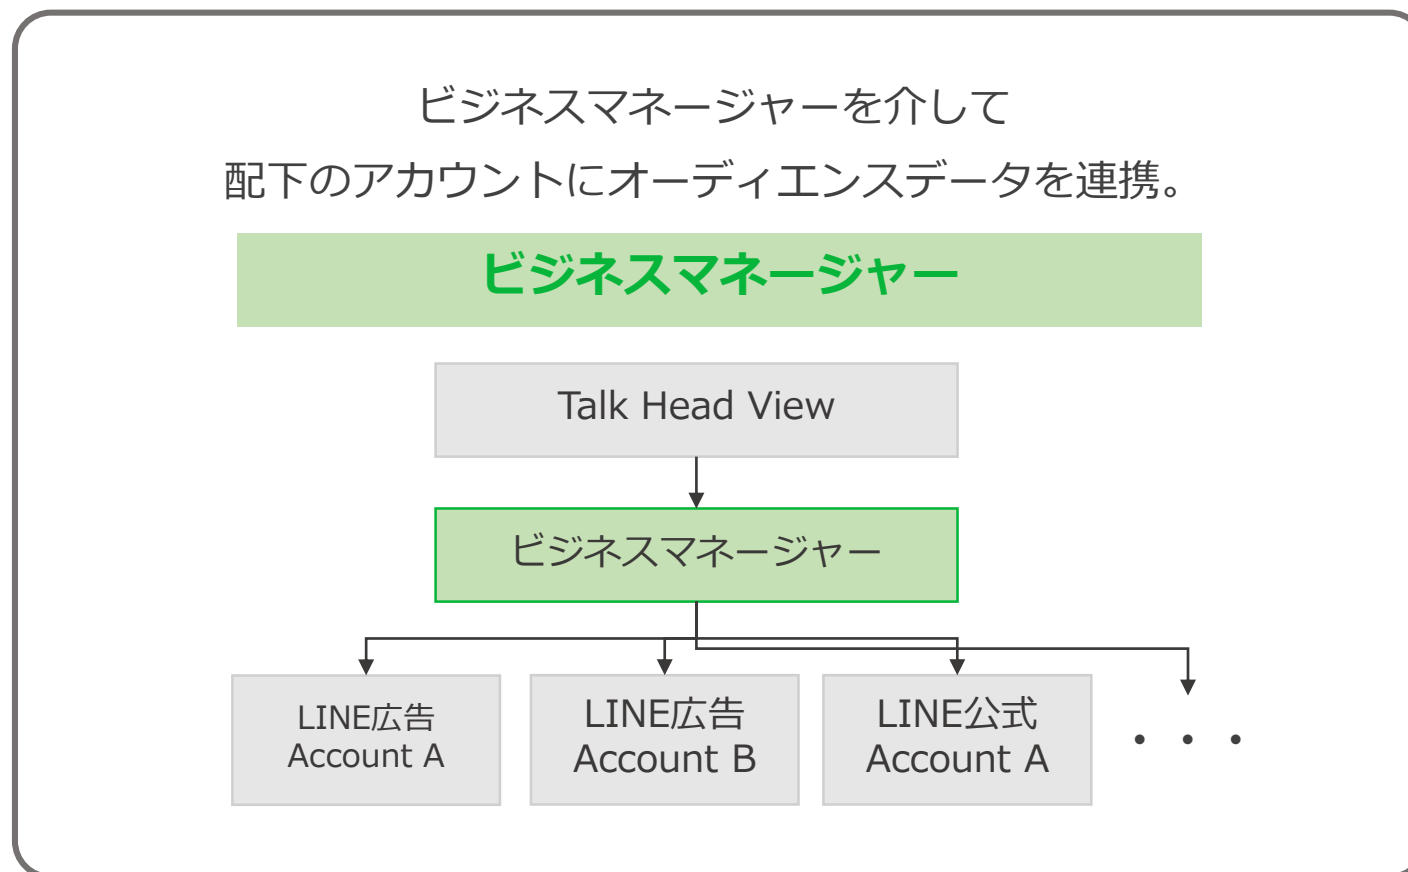 ビジネスマネージャーを介して
配下のアカウントにオーディエンスデータを連携。
ビジネスマネージャー
Talk Head View
ビジネスマネージャー
LINE広告
Account A
LINE広告
Account B
LINE公式
Account A
・・・